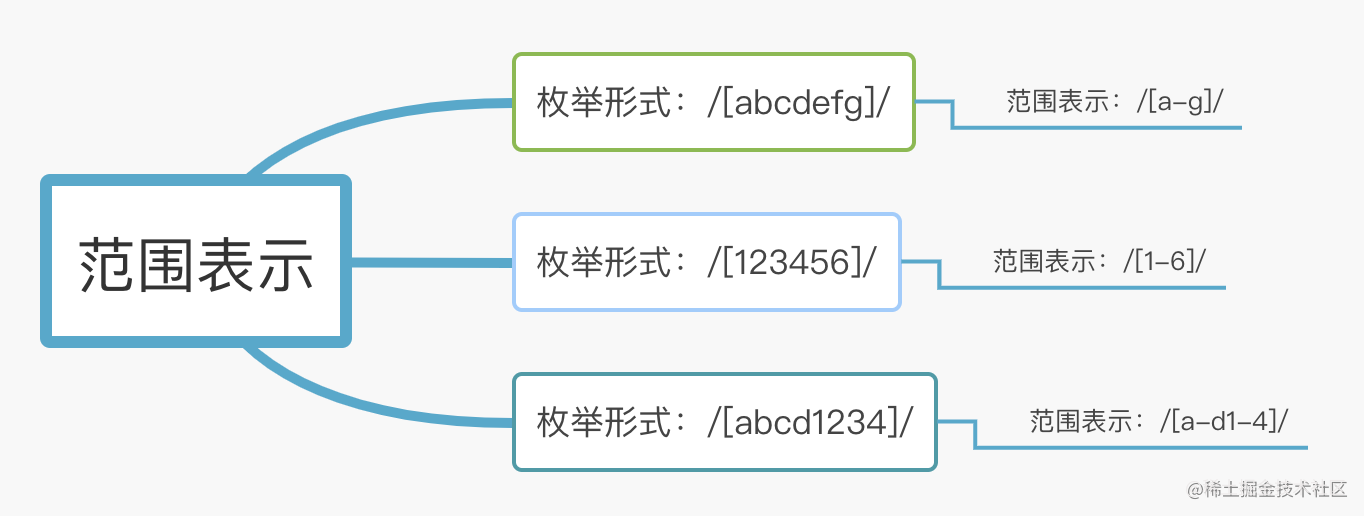 枚举形式：/[abcdefg]/
范围表示：/[a-g]/
范围表示
枚举形式：/[123456]/
范围表示：/[1-6]/
枚举形式：/[abcd1234]/
范围表示：/[a-d1-4]/
@稀土掘金技术社区